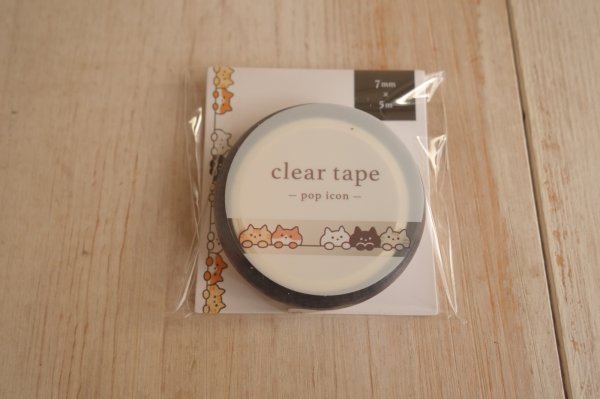 7mm
×
5m
clear tape
— pop icon —